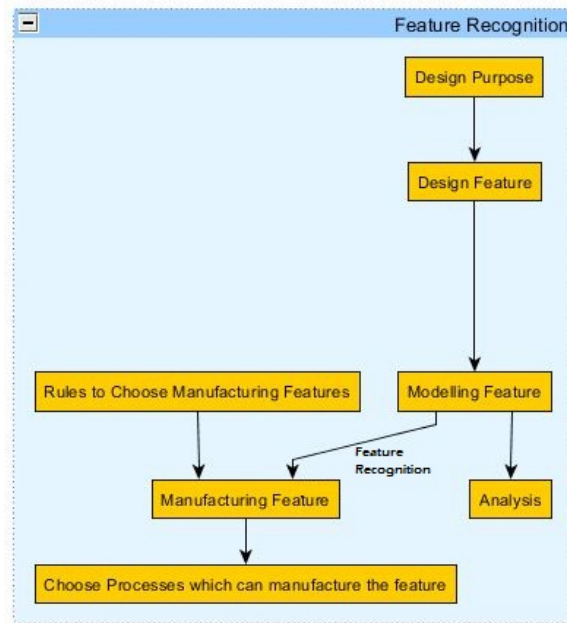 Feature Recognition
Design Purpose
Design Feature
Rules to Choose Manufacturing Features
Modelling Feature
Feature
Recognition
Manufacturing Feature
Analysis
Choose Processes which can manufacture the feature